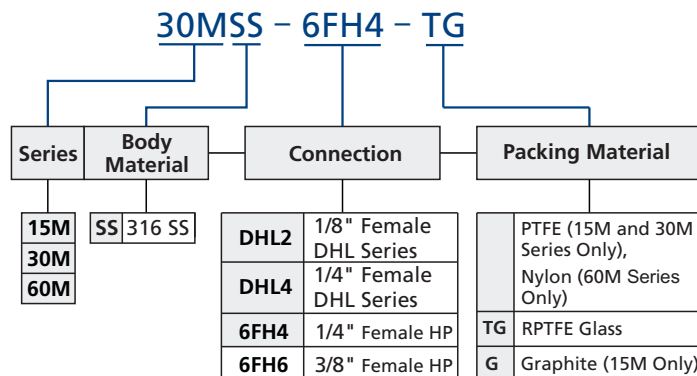 30MSS - 6FH4 - TG
Series
Body
Material
Connection
Packing Material
15M
30M
60M
SS 316 SS
DHL2
1/8" Female
DHL Series
DHL4
1/4" Female
DHL Series
6FH4 1/4" Female HP
6FH6 3/8" Female HP
PTFE (15M and 30M
Series Only),
Nylon (60M Series
Only)
TG RPTFE Glass
G Graphite (15M Only)